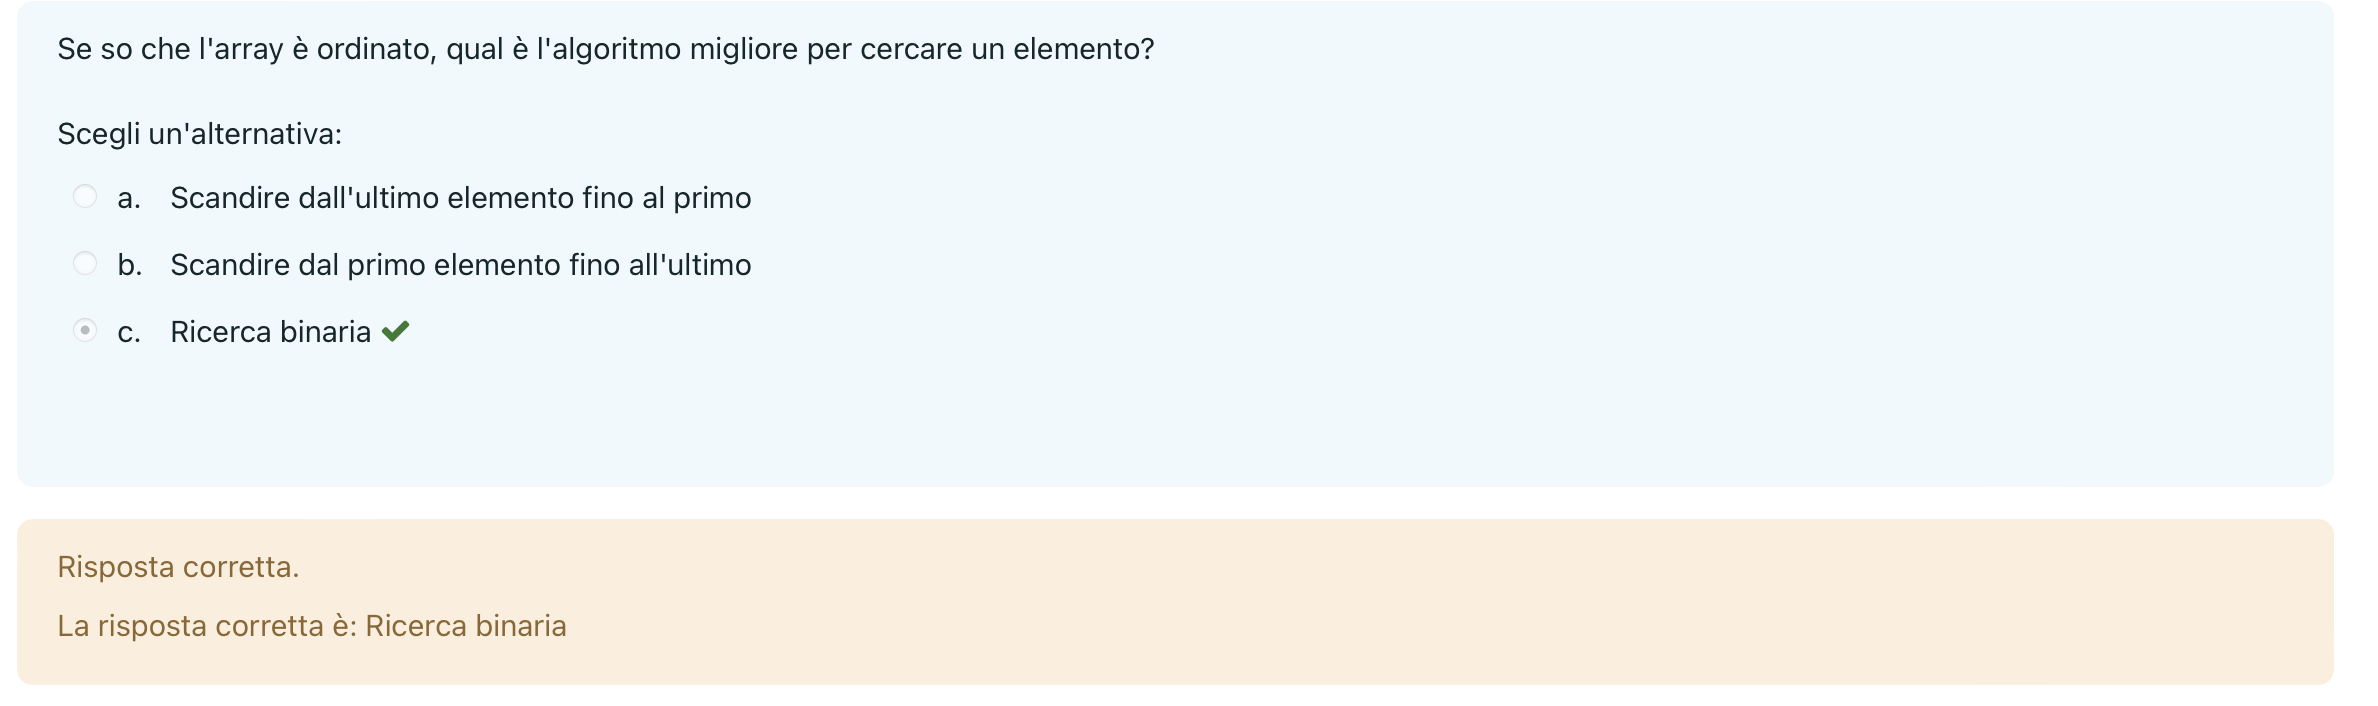 Se so che l'array è ordinato, qual è l'algoritmo migliore per cercare un elemento?
Scegli un'alternativa:
a. Scandire dall'ultimo elemento fino al primo
b. Scandire dal primo elemento fino all'ultimo
c. Ricerca binaria
Risposta corretta.
La risposta corretta è: Ricerca binaria